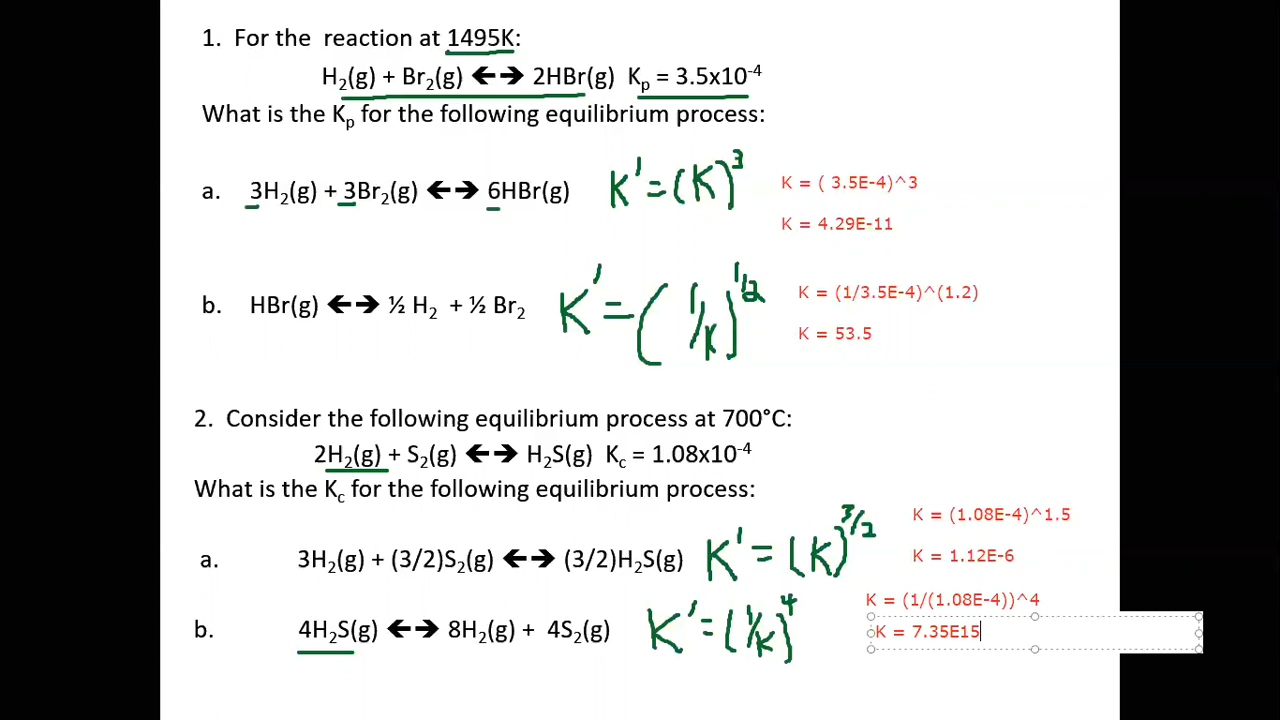 1. For the reaction at 1495K:
H₂(g) + Br₂(g) 🡨🡪 2HBr(g) Kₚ = 3.5x10⁻⁴
What is the Kₚ for the following equilibrium process:
a. 3H₂(g) + 3Br₂(g) 🡨🡪 6HBr(g) K' = (K)³ K = ( 3.5E-4)^3
K = 4.29E-11
b. HBr(g) 🡨🡪 ½ H₂ + ½ Br₂ K' = (1/K)^1/2 K = (1/3.5E-4)^(1.2)
K = 53.5
2. Consider the following equilibrium process at 700°C:
2H₂(g) + S₂(g) 🡨🡪 H₂S(g) K꜀ = 1.08x10⁻⁴
What is the K꜀ for the following equilibrium process:
a. 3H₂(g) + (3/2)S₂(g) 🡨🡪 (3/2)H₂S(g) K' = (K)^3/2 K = (1.08E-4)^1.5
K = 1.12E-6
b. 4H₂S(g) 🡨🡪 8H₂(g) + 4S₂(g) K' = (1/K)⁴ K = (1/(1.08E-4))^4
K = 7.35E15